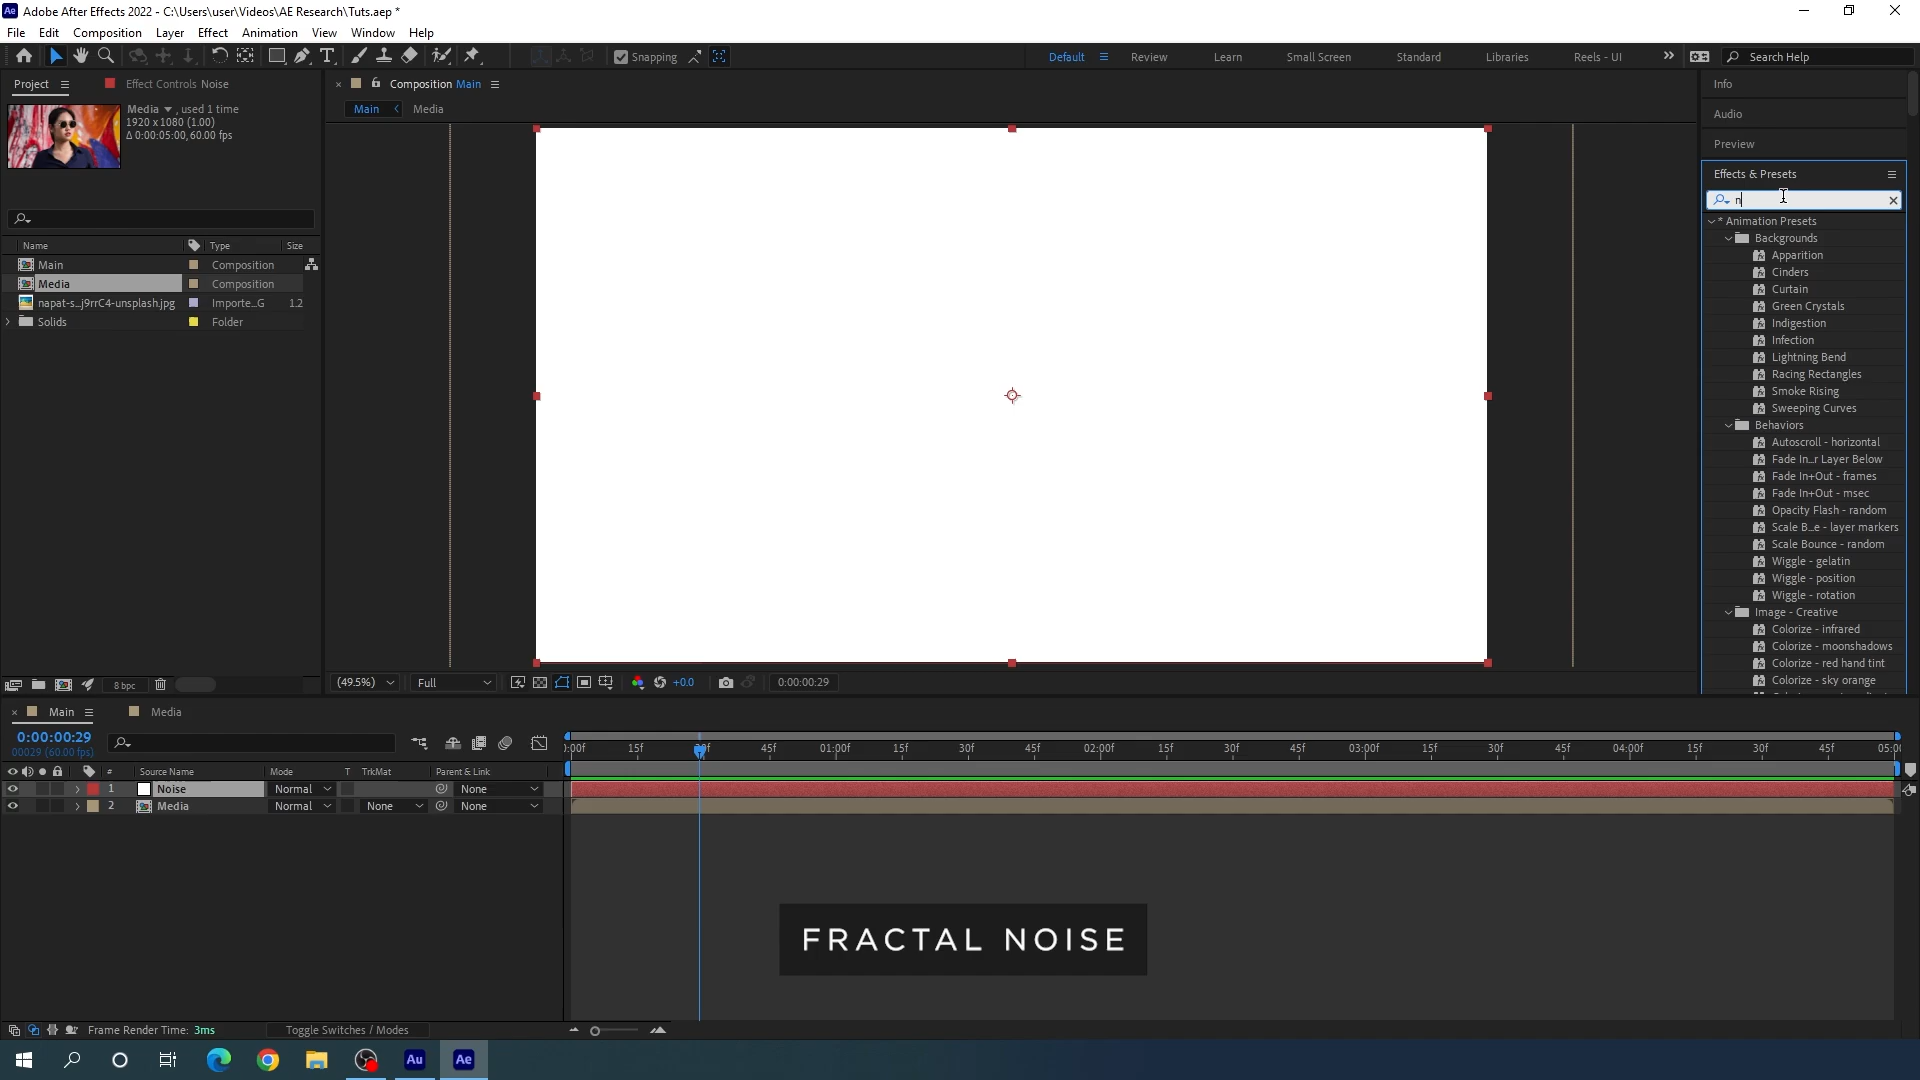 Adobe After Effects 2022 - C:\Users\user\Videos\AE Research\Tuts.aep *
File Edit Composition Layer Effect Animation View Window Help
Snapping
Default Review Learn Small Screen Standard Libraries Reels - UI Search Help
Project Effect Controls Noise
Media , used 1 time
1920 x 1080 (1.00)
Δ 0:00:05:00, 60.00 fps
Name Type Size
Main Composition
Media Composition
napat-s...j9rrC4-unsplash.jpg Importe...G 1.2
Solids Folder
8 bpc
Composition Main
Main Media
(49.5%) Full +0.0 0:00:00:29
Info
Audio
Preview
Effects & Presets
n
* Animation Presets
Backgrounds
Apparition
Cinders
Curtain
Green Crystals
Indigestion
Infection
Lightning Bend
Racing Rectangles
Smoke Rising
Sweeping Curves
Behaviors
Autoscroll - horizontal
Fade In...r Layer Below
Fade In+Out - frames
Fade In+Out - msec
Opacity Flash - random
Scale B...e - layer markers
Scale Bounce - random
Wiggle - gelatin
Wiggle - position
Wiggle - rotation
Image - Creative
Colorize - infrared
Colorize - moonshadows
Colorize - red hand tint
Colorize - sky orange
Main Media
0:00:00:29
00029 (60.00 fps)
:00f 15f 45f 01:00f 15f 30f 45f 02:00f 15f 30f 45f 03:00f 15f 30f 45f 04:00f 15f 30f 45f 05:00
# Source Name Mode T TrkMat Parent & Link
1 Noise Normal None
2 Media Normal None None
FRACTAL NOISE
Frame Render Time: 3ms Toggle Switches / Modes
Au Ae